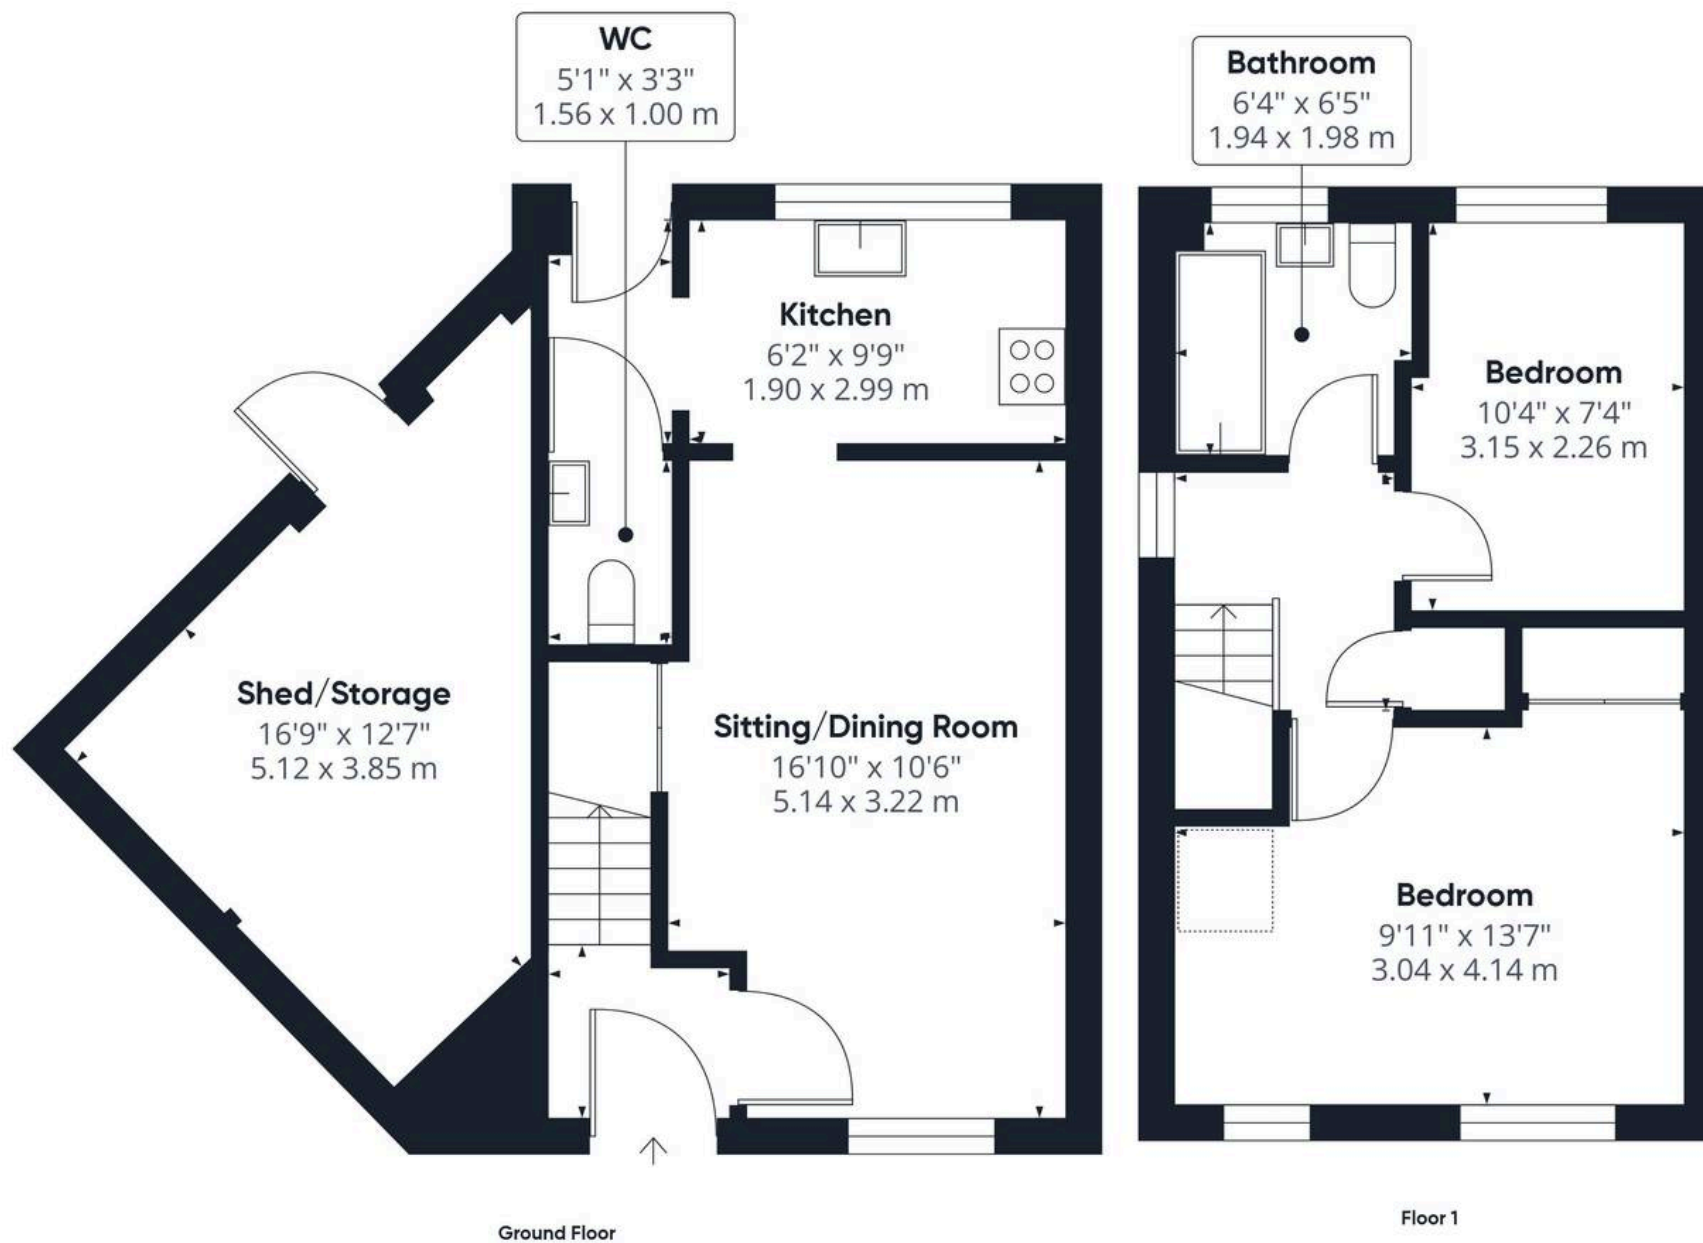 WC
5'1" x 3'3"
1.56 x 1.00 m
Bathroom
6'4" x 6'5"
1.94 x 1.98 m
Kitchen
6'2" x 9'9"
1.90 x 2.99 m
Bedroom
10'4" x 7'4"
3.15 x 2.26 m
Shed/Storage
16'9" x 12'7"
5.12 x 3.85 m
Sitting/Dining Room
16'10" x 10'6"
5.14 x 3.22 m
Bedroom
9'11" x 13'7"
3.04 x 4.14 m
Ground Floor
Floor 1